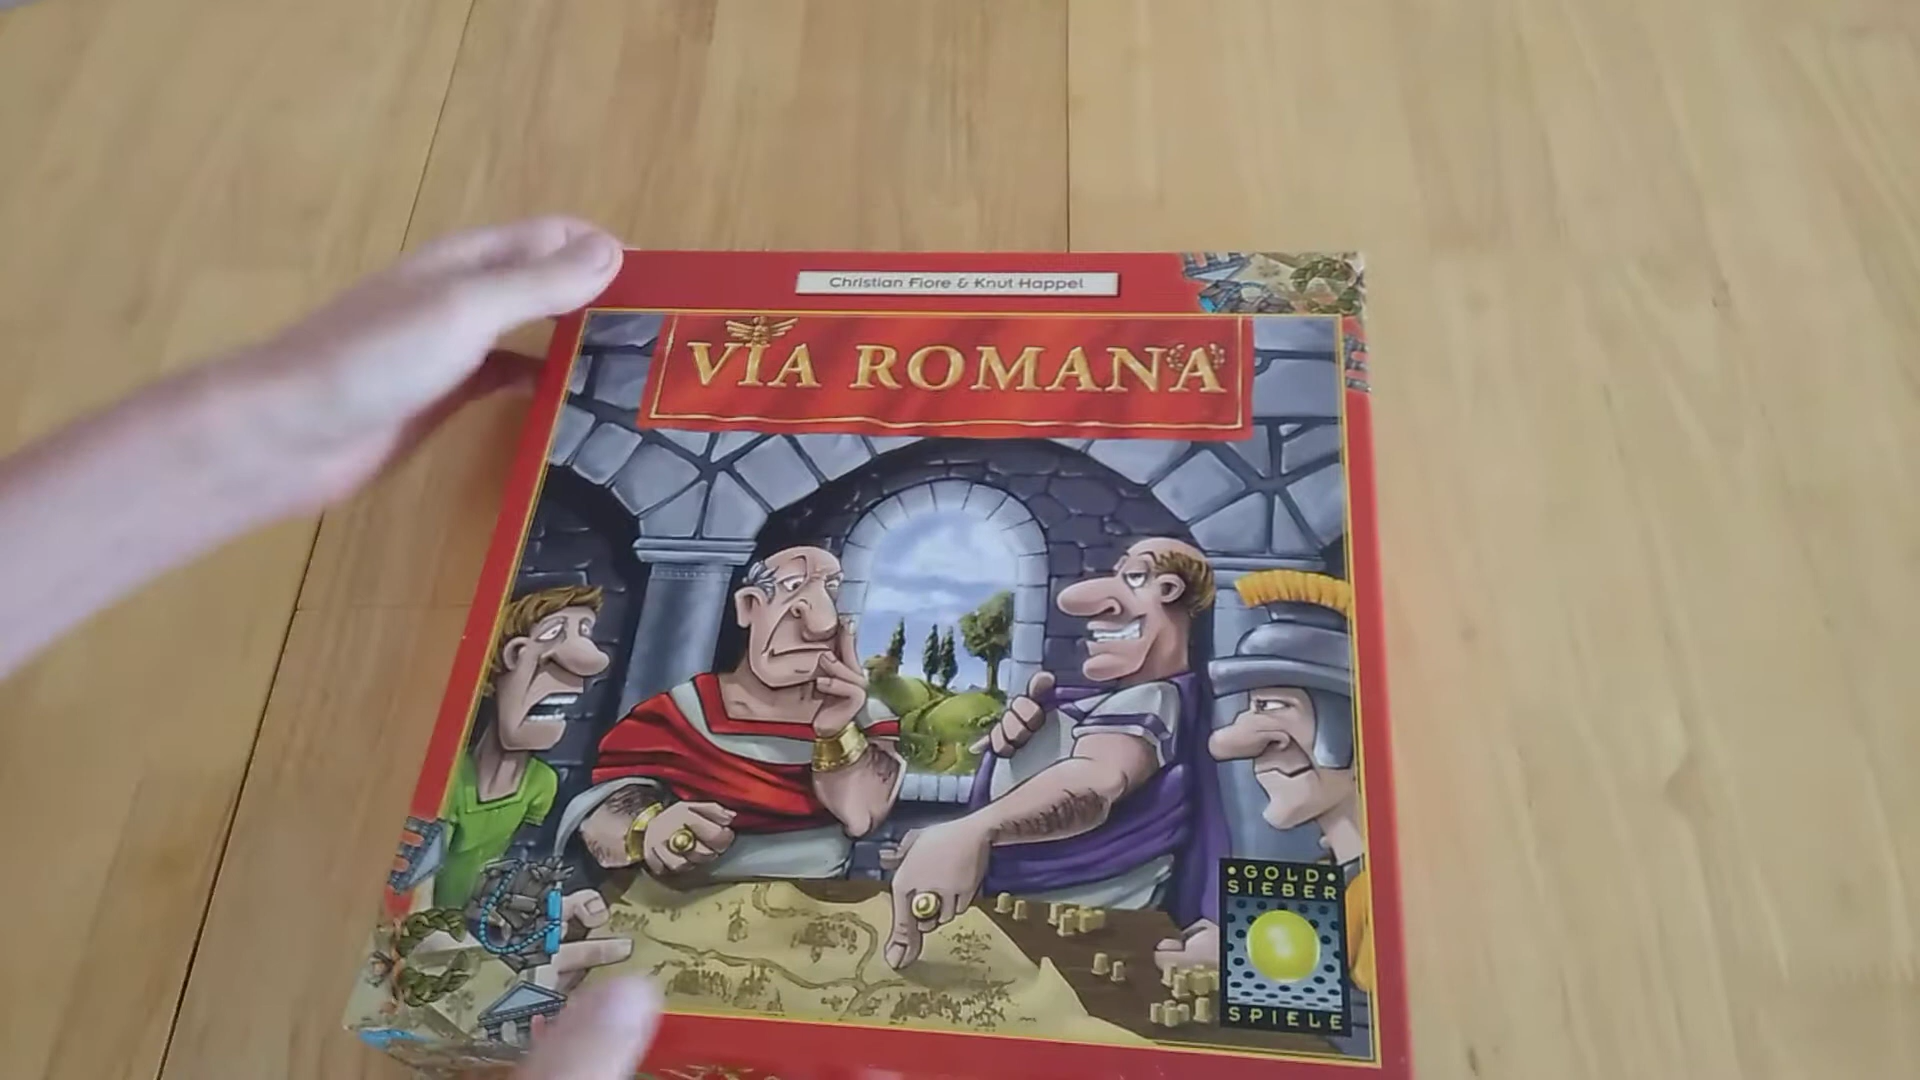 Christian Fiore & Knut Happel
VIA ROMANA
GOLD
SIEBER
SPIELE